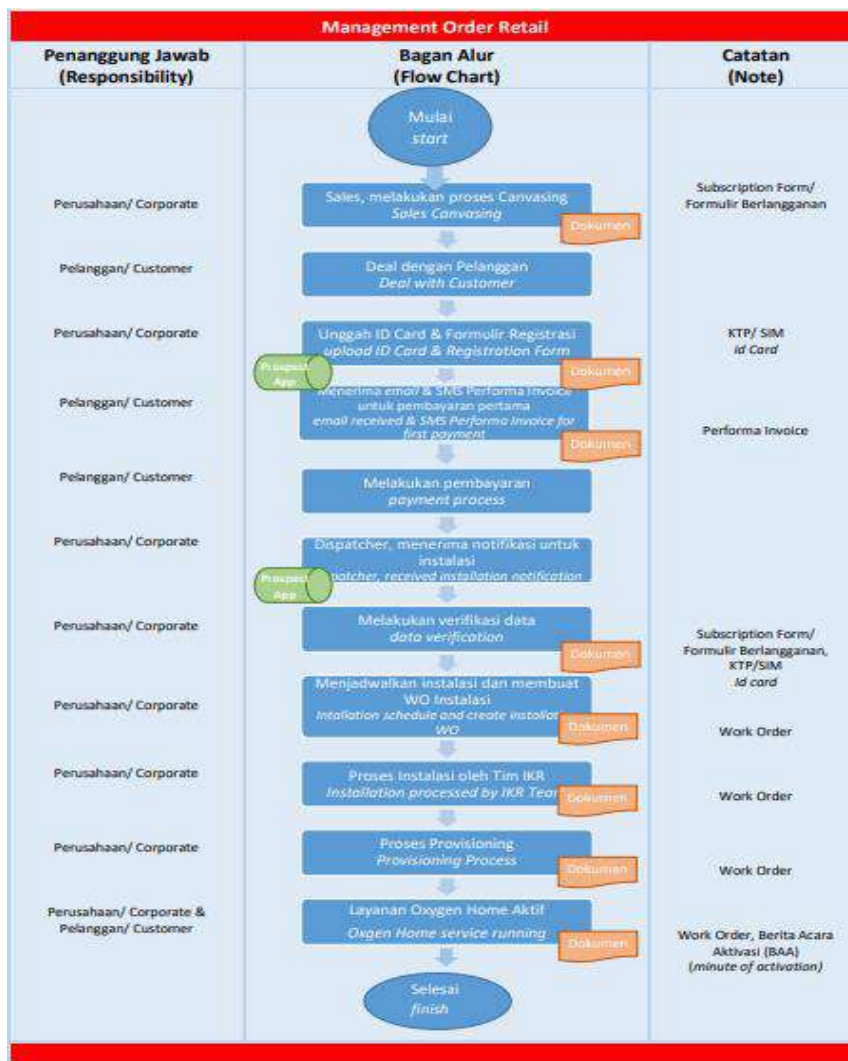 Management Order Retail
Penanggung Jawab
(Responsibility)
Bagan Alur
(Flow Chart)
Catatan
(Note)
Mulai
start
Perusahaan/ Corporate
Sales, melakukan proses Canvasing
Sales Canvasing
Dokumen
Subscription Form/
Formulir Berlangganan
Pelanggan/ Customer
Deal dengan Pelanggan
Deal with Customer
Perusahaan/ Corporate
Unggah ID Card & Formulir Registrasi
upload ID Card & Registration Form
Prospect
App
Dokumen
KTP/ SIM
Id Card
Pelanggan/ Customer
Menerima email & SMS Performa Invoice
untuk pembayaran pertama
email received & SMS Performa Invoice for
first payment
Dokumen
Performa Invoice
Pelanggan/ Customer
Melakukan pembayaran
payment process
Perusahaan/ Corporate
Dispatcher, menerima notifikasi untuk
instalasi
patcher, received installation notification
Prospect
App
Perusahaan/ Corporate
Melakukan verifikasi data
data verification
Dokumen
Subscription Form/
Formulir Berlangganan,
KTP/SIM
Id card
Perusahaan/ Corporate
Menjadwalkan instalasi dan membuat
WO Instalasi
Intallation schedule and create installation
WO
Dokumen
Work Order
Perusahaan/ Corporate
Proses Instalasi oleh Tim IKR
Installation processed by IKR Team
Dokumen
Work Order
Perusahaan/ Corporate
Proses Provisioning
Provisioning Process
Dokumen
Work Order
Perusahaan/ Corporate &
Pelanggan/ Customer
Layanan Oxygen Home Aktif
Oxgen Home service running
Dokumen
Work Order, Berita Acara
Aktivasi (BAA)
(minute of activation)
Selesai
finish